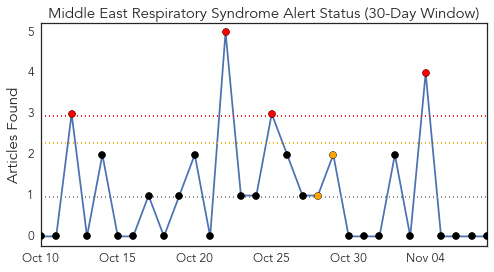 Middle East Respiratory Syndrome Alert Status (30-Day Window)
Articles Found
5
4
3
2
1
0
Oct 10
Oct 15
Oct 20
Oct 25
Oct 30
Nov 04